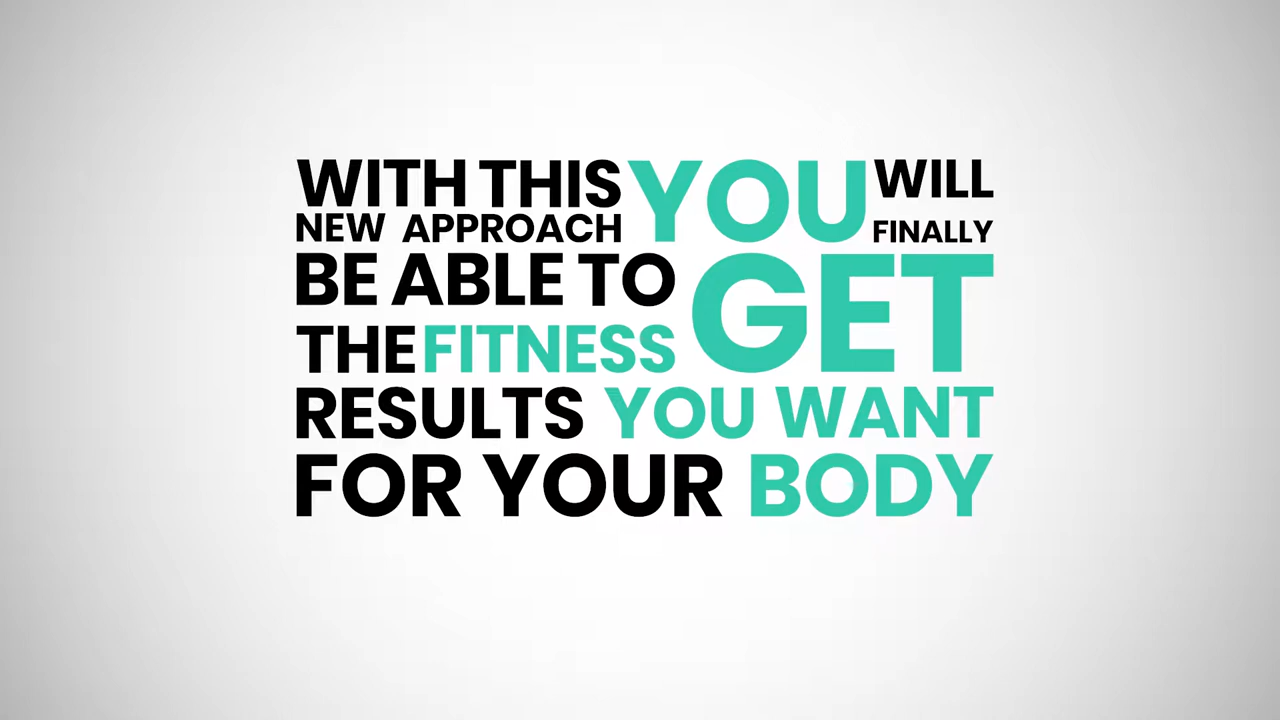 WITH THIS YOU WILL
NEW APPROACH FINALLY
BE ABLE TO GET
THE FITNESS
RESULTS YOU WANT
FOR YOUR BODY